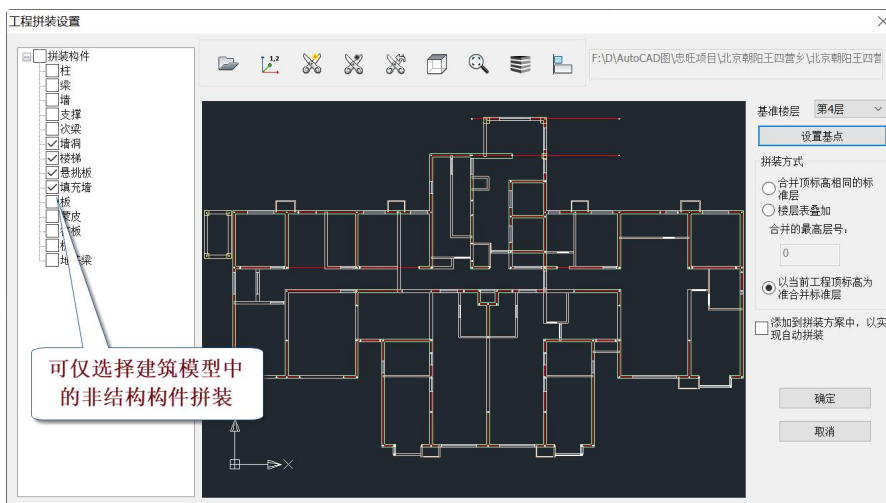 工程拼装设置
拼装构件
柱
梁
墙
支撑
次梁
墙洞
楼梯
悬挑板
填充墙
板
蒙皮
板
梁
1,2
F:\D\AutoCAD图\忠旺项目\北京朝阳王四营乡\北京朝阳王四营
基准楼层 第4层
设置基点
拼装方式
合并顶标高相同的标
准层
楼层表叠加
合并的最高层号:
0
以当前工程顶标高为
准合并标准层
添加到拼装方案中，以实
现自动拼装
确定
取消
可仅选择建筑模型中
的非结构构件拼装